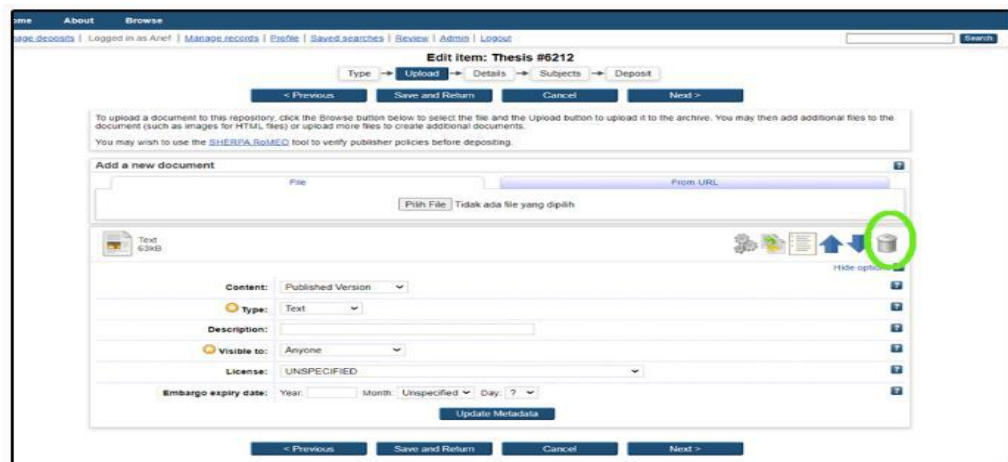 ome About Browse
nage deposits | Logged in as Arief | Manage records | Profile | Saved searches | Review | Admin | Logout Search
Edit item: Thesis #6212
Type Upload Details Subjects Deposit
< Previous Save and Return Cancel Next >
To upload a document to this repository, click the Browse button below to select the file and the Upload button to upload it to the archive. You may then add additional files to the
document (such as images for HTML files) or upload more files to create additional documents.
You may wish to use the SHERPA RoMEO tool to verify publisher policies before depositing.
Add a new document ?
File From URL
Pilih File Tidak ada file yang dipilih
Text
63kB
Hide option
Content: Published Version ?
Type: Text ?
Description: ?
Visible to: Anyone ?
License: UNSPECIFIED ?
Embargo expiry date: Year: Month: Unspecified Day: ? ?
Update Metadata
< Previous Save and Return Cancel Next >